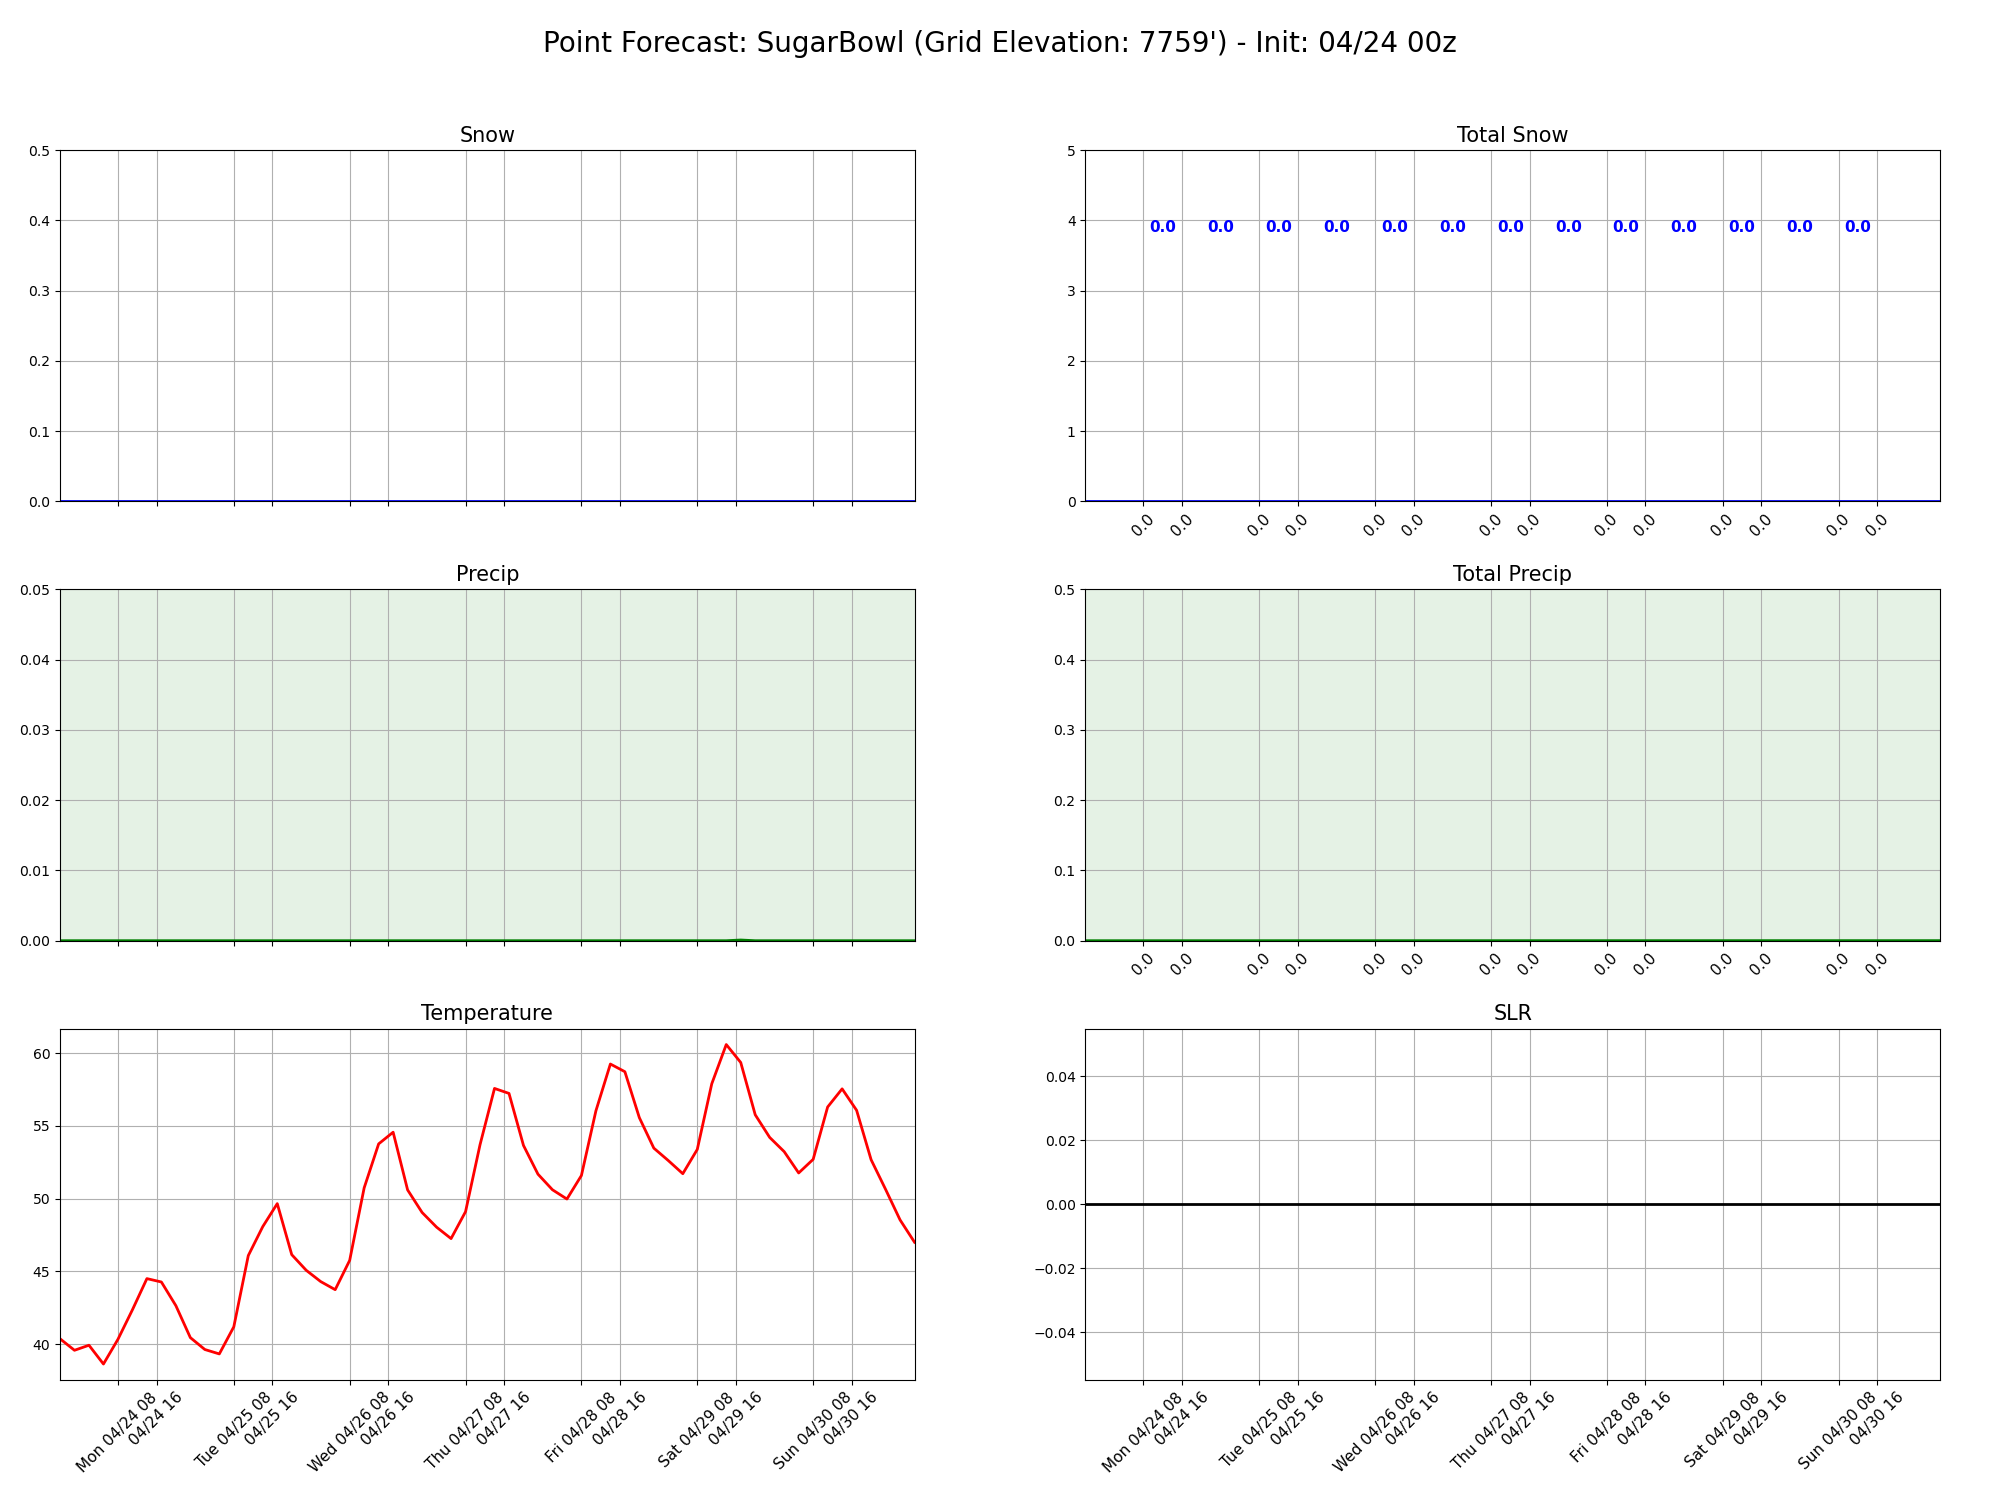 Point Forecast: SugarBowl (Grid Elevation: 7759') - Init: 04/24 00z
Snow
0.5
0.4
0.3
0.2
0.1
0.0
Total Snow
5
4
3
2
1
0
0.0 0.0 0.0 0.0 0.0 0.0 0.0 0.0 0.0 0.0 0.0 0.0 0.0
0.0 0.0 0.0 0.0 0.0 0.0 0.0 0.0 0.0 0.0 0.0 0.0 0.0 0.0
Precip
0.05
0.04
0.03
0.02
0.01
0.00
Total Precip
0.5
0.4
0.3
0.2
0.1
0.0
0.0 0.0 0.0 0.0 0.0 0.0 0.0 0.0 0.0 0.0 0.0 0.0 0.0 0.0
Temperature
60
55
50
45
40
Mon 04/24 08
04/24 16
Tue 04/25 08
04/25 16
Wed 04/26 08
04/26 16
Thu 04/27 08
04/27 16
Fri 04/28 08
04/28 16
Sat 04/29 08
04/29 16
Sun 04/30 08
04/30 16
SLR
0.04
0.02
0.00
−0.02
−0.04
Mon 04/24 08
04/24 16
Tue 04/25 08
04/25 16
Wed 04/26 08
04/26 16
Thu 04/27 08
04/27 16
Fri 04/28 08
04/28 16
Sat 04/29 08
04/29 16
Sun 04/30 08
04/30 16